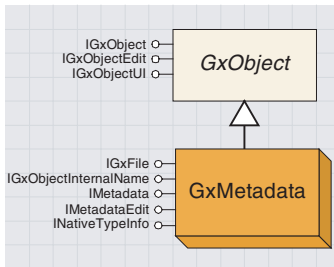 IGxObject
IGxObjectEdit
IGxObjectUI
GxObject
IGxFile
IGxObjectInternalName
IMetadata
IMetadataEdit
INativeTypeInfo
GxMetadata